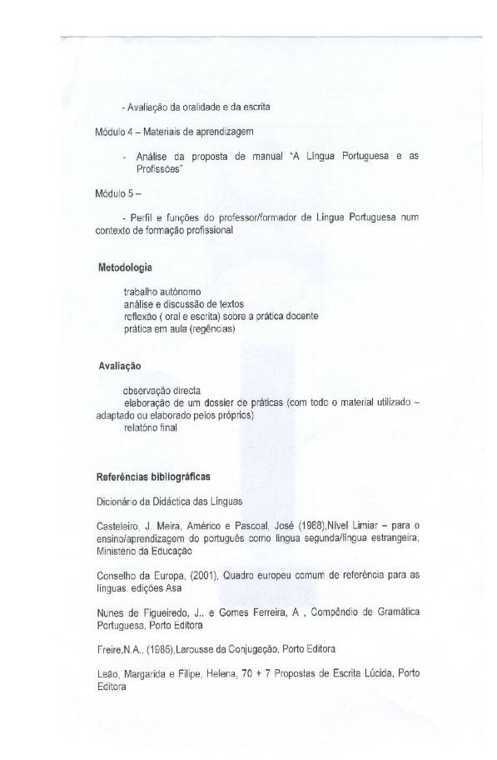 - Avaliação da oralidade e da escrita
Módulo 4 – Materiais de aprendizagem
- Análise da proposta de manual "A Língua Portuguesa e as
Profissões"
Módulo 5 –
- Perfil e funções do professor/formador de Língua Portuguesa num
contexto de formação profissional
Metodologia
trabalho autónomo
análise e discussão de textos
reflexão ( oral e escrita) sobre a prática docente
prática em aula (regências)
Avaliação
observação directa
elaboração de um dossier de práticas (com todo o material utilizado –
adaptado ou elaborado pelos próprios)
relatório final
Referências bibliográficas
Dicionário da Didáctica das Línguas
Casteleiro, J. Meira, Américo e Pascoal, José (1988),Nível Limiar – para o
ensino/aprendizagem do português como língua segunda/língua estrangeira,
Ministério da Educação
Conselho da Europa, (2001), Quadro europeu comum de referência para as
línguas, edições Asa
Nunes de Figueiredo, J., e Gomes Ferreira, A , Compêndio de Gramática
Portuguesa, Porto Editora
Freire,N.A., (1985),Larousse da Conjugação, Porto Editora
Leão, Margarida e Filipe, Helena, 70 + 7 Propostas de Escrita Lúcida, Porto
Editora